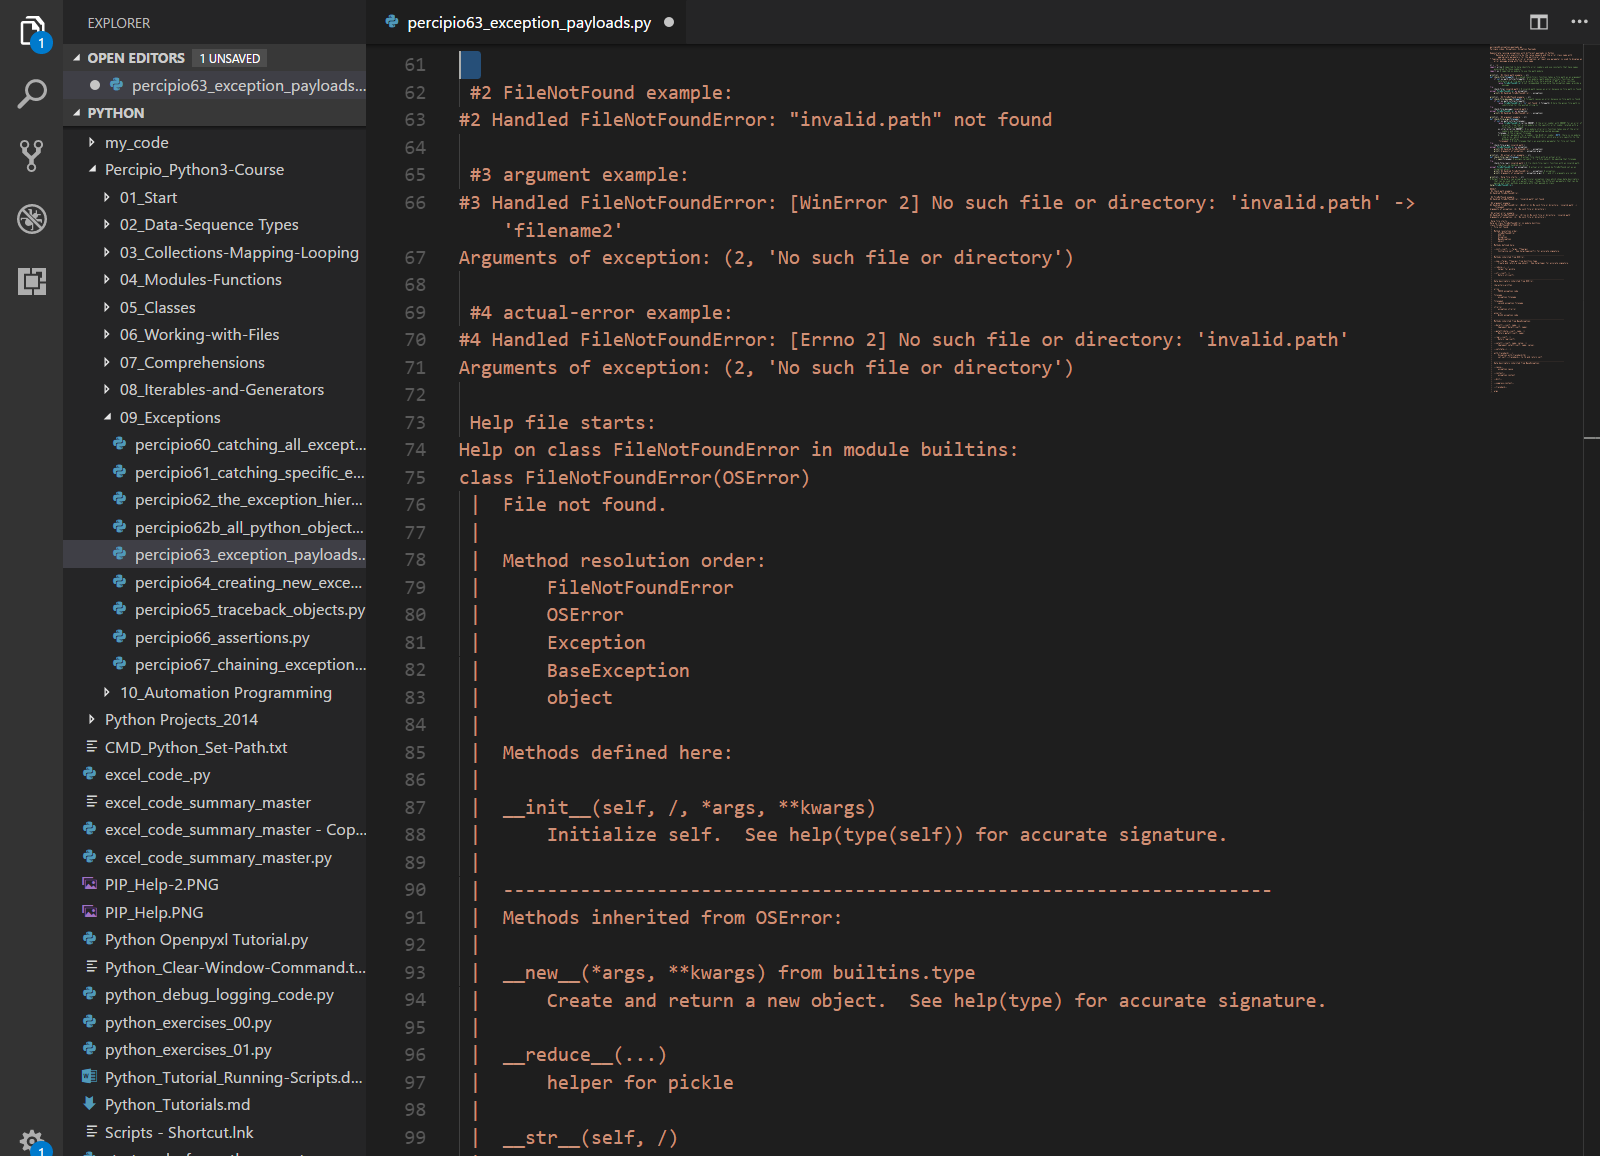 EXPLORER
OPEN EDITORS 1 UNSAVED
percipio63_exception_payloads...
PYTHON
my_code
Percipio_Python3-Course
01_Start
02_Data-Sequence Types
03_Collections-Mapping-Looping
04_Modules-Functions
05_Classes
06_Working-with-Files
07_Comprehensions
08_Iterables-and-Generators
09_Exceptions
percipio60_catching_all_except...
percipio61_catching_specific_e...
percipio62_the_exception_hier...
percipio62b_all_python_object...
percipio63_exception_payloads...
percipio64_creating_new_exce...
percipio65_traceback_objects.py
percipio66_assertions.py
percipio67_chaining_exception...
10_Automation Programming
Python Projects_2014
CMD_Python_Set-Path.txt
excel_code_.py
excel_code_summary_master
excel_code_summary_master - Cop...
excel_code_summary_master.py
PIP_Help-2.PNG
PIP_Help.PNG
Python Openpyxl Tutorial.py
Python_Clear-Window-Command.t...
python_debug_logging_code.py
python_exercises_00.py
python_exercises_01.py
Python_Tutorial_Running-Scripts.d...
Python_Tutorials.md
Scripts - Shortcut.lnk
1
1
percipio63_exception_payloads.py
61
62 #2 FileNotFound example:
63 #2 Handled FileNotFoundError: "invalid.path" not found
64
65 #3 argument example:
66 #3 Handled FileNotFoundError: [WinError 2] No such file or directory: 'invalid.path' ->
'filename2'
67 Arguments of exception: (2, 'No such file or directory')
68
69 #4 actual-error example:
70 #4 Handled FileNotFoundError: [Errno 2] No such file or directory: 'invalid.path'
71 Arguments of exception: (2, 'No such file or directory')
72
73 Help file starts:
74 Help on class FileNotFoundError in module builtins:
75 class FileNotFoundError(OSError)
76 | File not found.
77 |
78 | Method resolution order:
79 | FileNotFoundError
80 | OSError
81 | Exception
82 | BaseException
83 | object
84 |
85 | Methods defined here:
86 |
87 | __init__(self, /, *args, **kwargs)
88 | Initialize self.  See help(type(self)) for accurate signature.
89 |
90 | ----------------------------------------------------------------------
91 | Methods inherited from OSError:
92 |
93 | __new__(*args, **kwargs) from builtins.type
94 | Create and return a new object.  See help(type) for accurate signature.
95 |
96 | __reduce__(...)
97 | helper for pickle
98 |
99 | __str__(self, /)